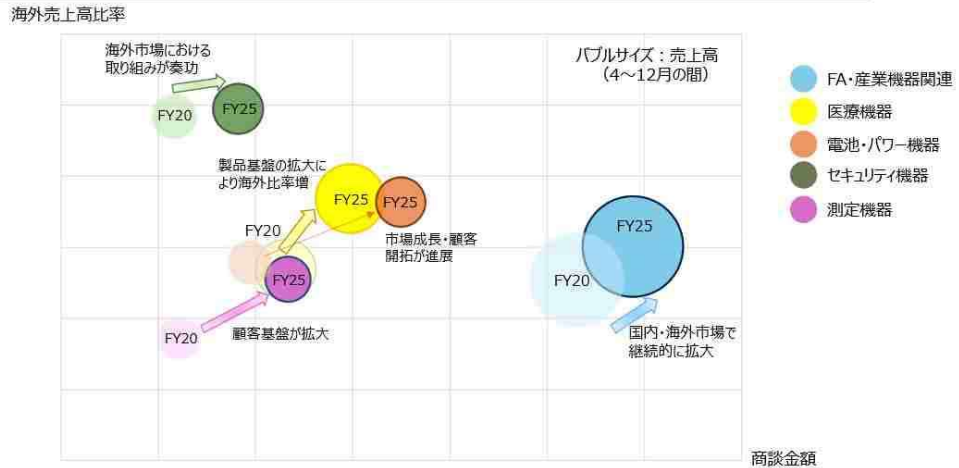 海外売上高比率
海外市場における
取り組みが奏功
バブルサイズ：売上高
（4～12月の間）
FY20
FY25
FA・産業機器関連
医療機器
電池・パワー機器
セキュリティ機器
測定機器
製品基盤の拡大に
より海外比率増
FY25
FY25
FY20
市場成長・顧客
開拓が進展
FY25
FY25
FY20
FY20
顧客基盤が拡大
国内・海外市場で
継続的に拡大
商談金額